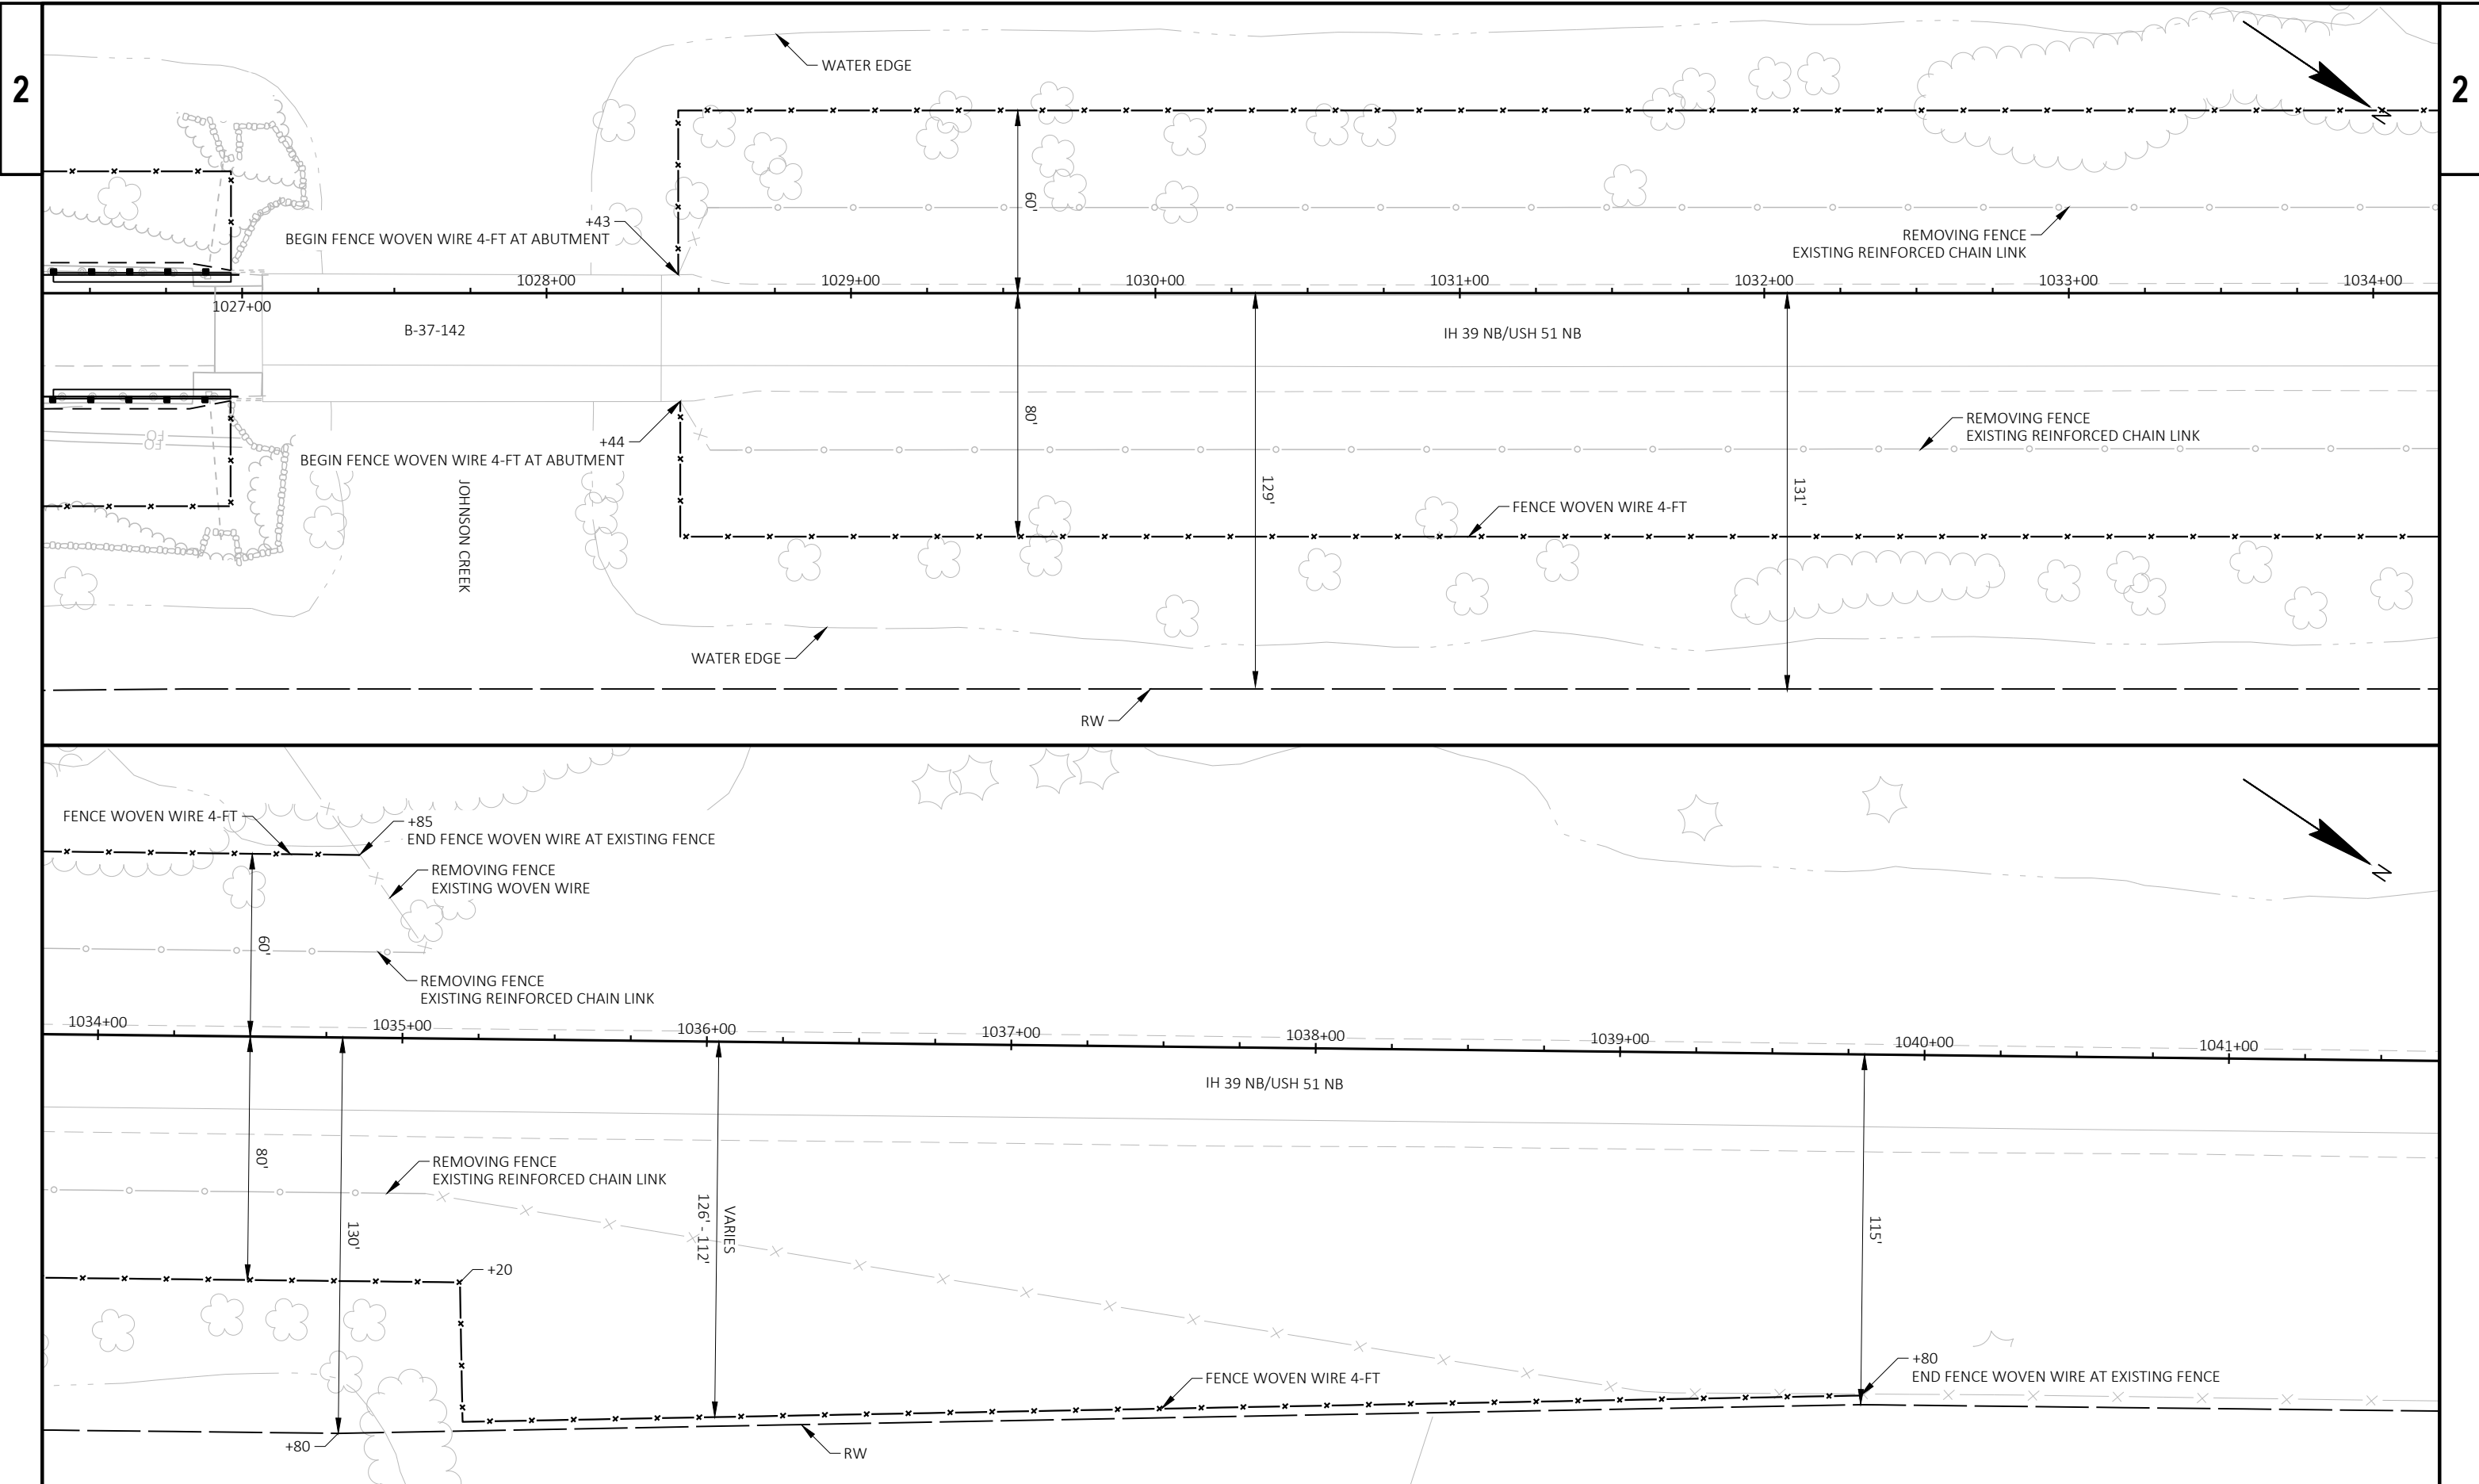 2
2
WATER EDGE
N
60'
+43
BEGIN FENCE WOVEN WIRE 4-FT AT ABUTMENT
REMOVING FENCE
EXISTING REINFORCED CHAIN LINK
1027+00
1028+00
1029+00
1030+00
1031+00
1032+00
1033+00
1034+00
B-37-142
IH 39 NB/USH 51 NB
80'
REMOVING FENCE
EXISTING REINFORCED CHAIN LINK
FO
FO
+44
BEGIN FENCE WOVEN WIRE 4-FT AT ABUTMENT
JOHNSON CREEK
129'
131'
FENCE WOVEN WIRE 4-FT
WATER EDGE
RW
FENCE WOVEN WIRE 4-FT
+85
END FENCE WOVEN WIRE AT EXISTING FENCE
N
REMOVING FENCE
EXISTING WOVEN WIRE
60'
REMOVING FENCE
EXISTING REINFORCED CHAIN LINK
1034+00
1035+00
1036+00
1037+00
1038+00
1039+00
1040+00
1041+00
IH 39 NB/USH 51 NB
80'
REMOVING FENCE
EXISTING REINFORCED CHAIN LINK
130'
VARIES
126' - 112'
115'
+20
FENCE WOVEN WIRE 4-FT
+80
END FENCE WOVEN WIRE AT EXISTING FENCE
+80
RW